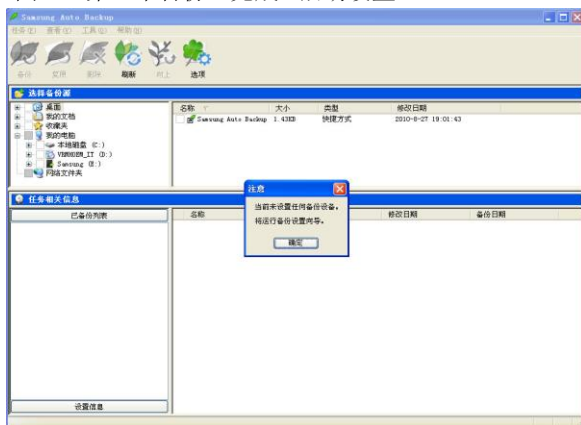 Samsung Auto Backup
任务(T) 查看(V) 工具(U) 帮助(H)
备份 复原 删除 刷新 向上 选项
选择备份源
桌面
我的文档
收藏夹
我的电脑
本地磁盘 (C:)
(D:)
Samsung (E:)
网络文件夹
名称 大小 类型 修改日期
Samsung Auto Backup 1.43KB 快捷方式 2010-8-27 19:01:43
任务相关信息
已备份列表
名称 修改日期 备份日期
注意
当前未设置任何备份设备。
将运行备份设置向导。
确定
设置信息